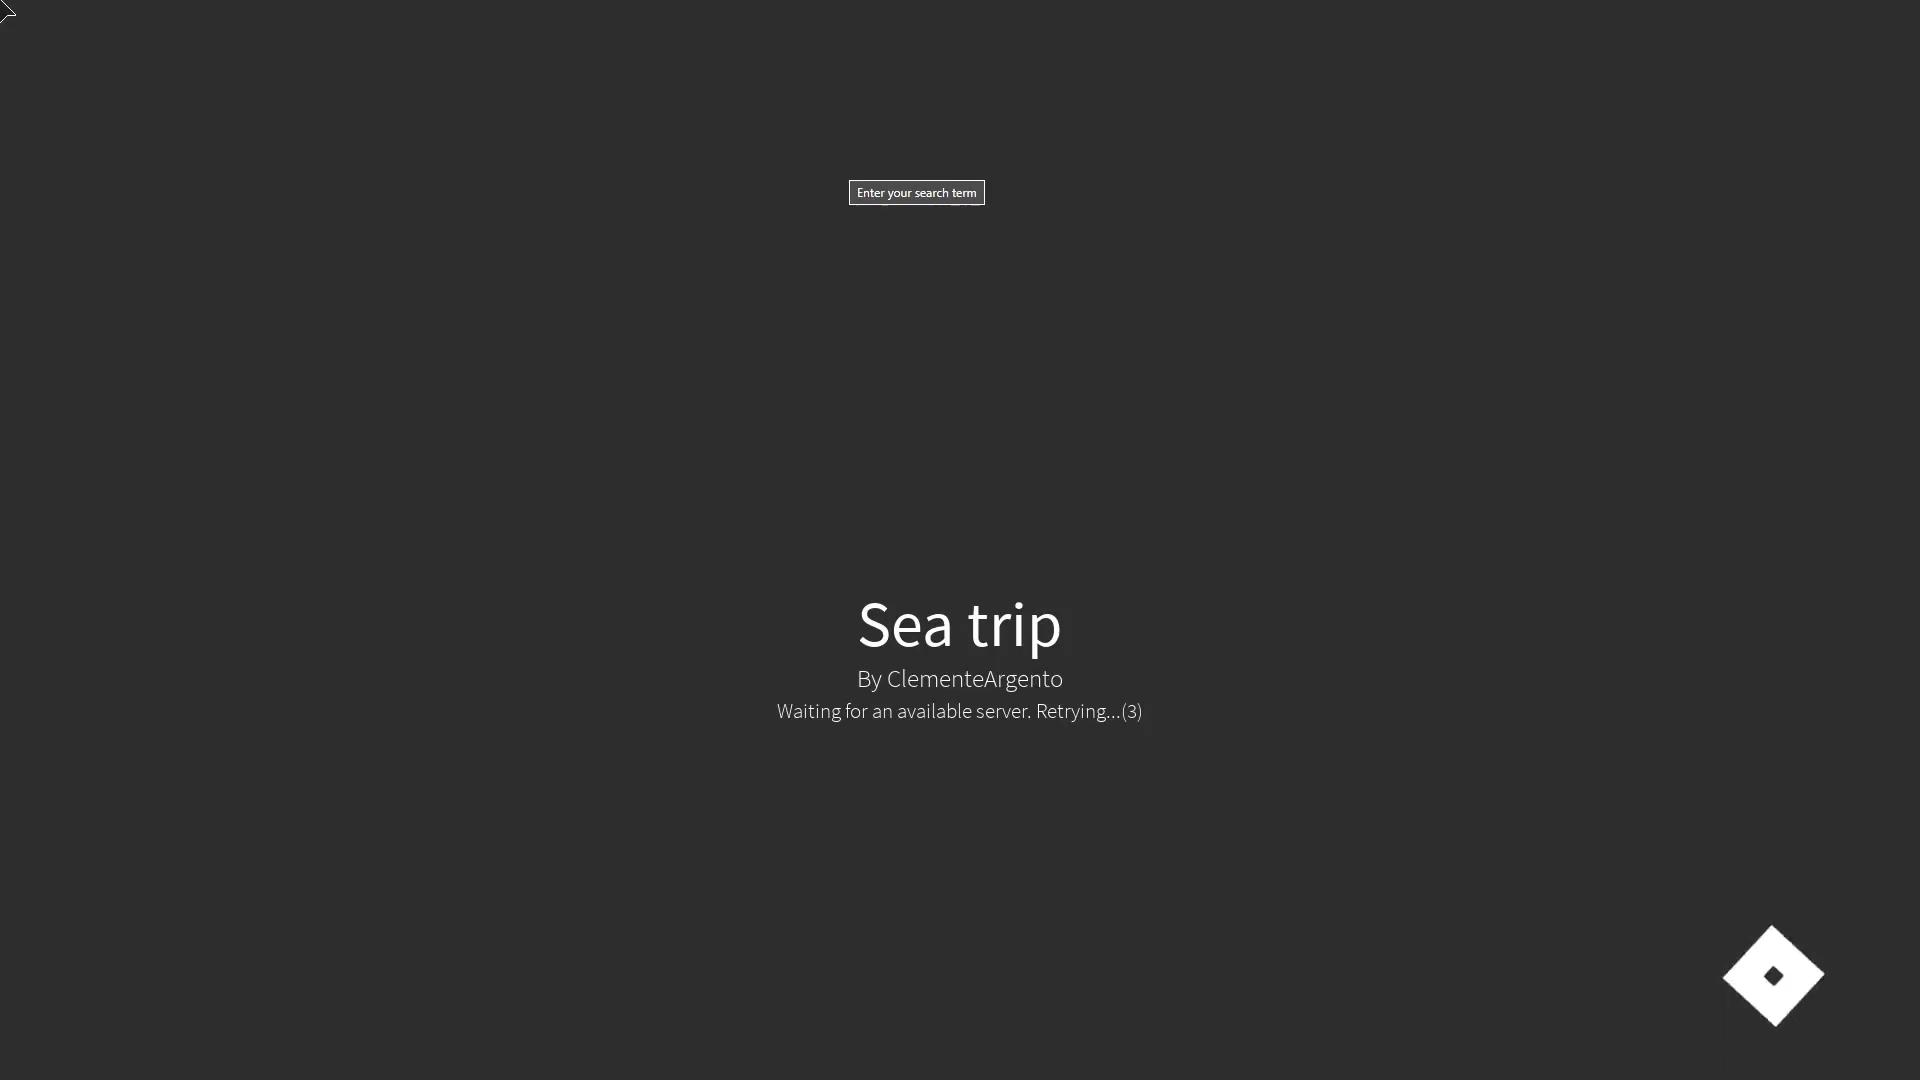 Enter your search term
Sea trip
By ClementeArgento
Waiting for an available server. Retrying...(3)